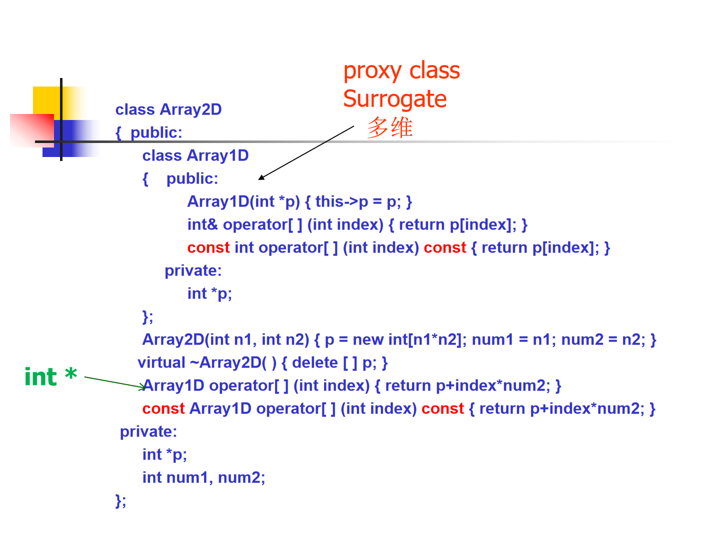 proxy class
Surrogate
多维
class Array2D
{ public:
class Array1D
{ public:
Array1D(int *p) { this->p = p; }
int& operator[ ] (int index) { return p[index]; }
const int operator[ ] (int index) const { return p[index]; }
private:
int *p;
};
Array2D(int n1, int n2) { p = new int[n1*n2]; num1 = n1; num2 = n2; }
virtual ~Array2D( ) { delete [ ] p; }
int *
Array1D operator[ ] (int index) { return p+index*num2; }
const Array1D operator[ ] (int index) const { return p+index*num2; }
private:
int *p;
int num1, num2;
};